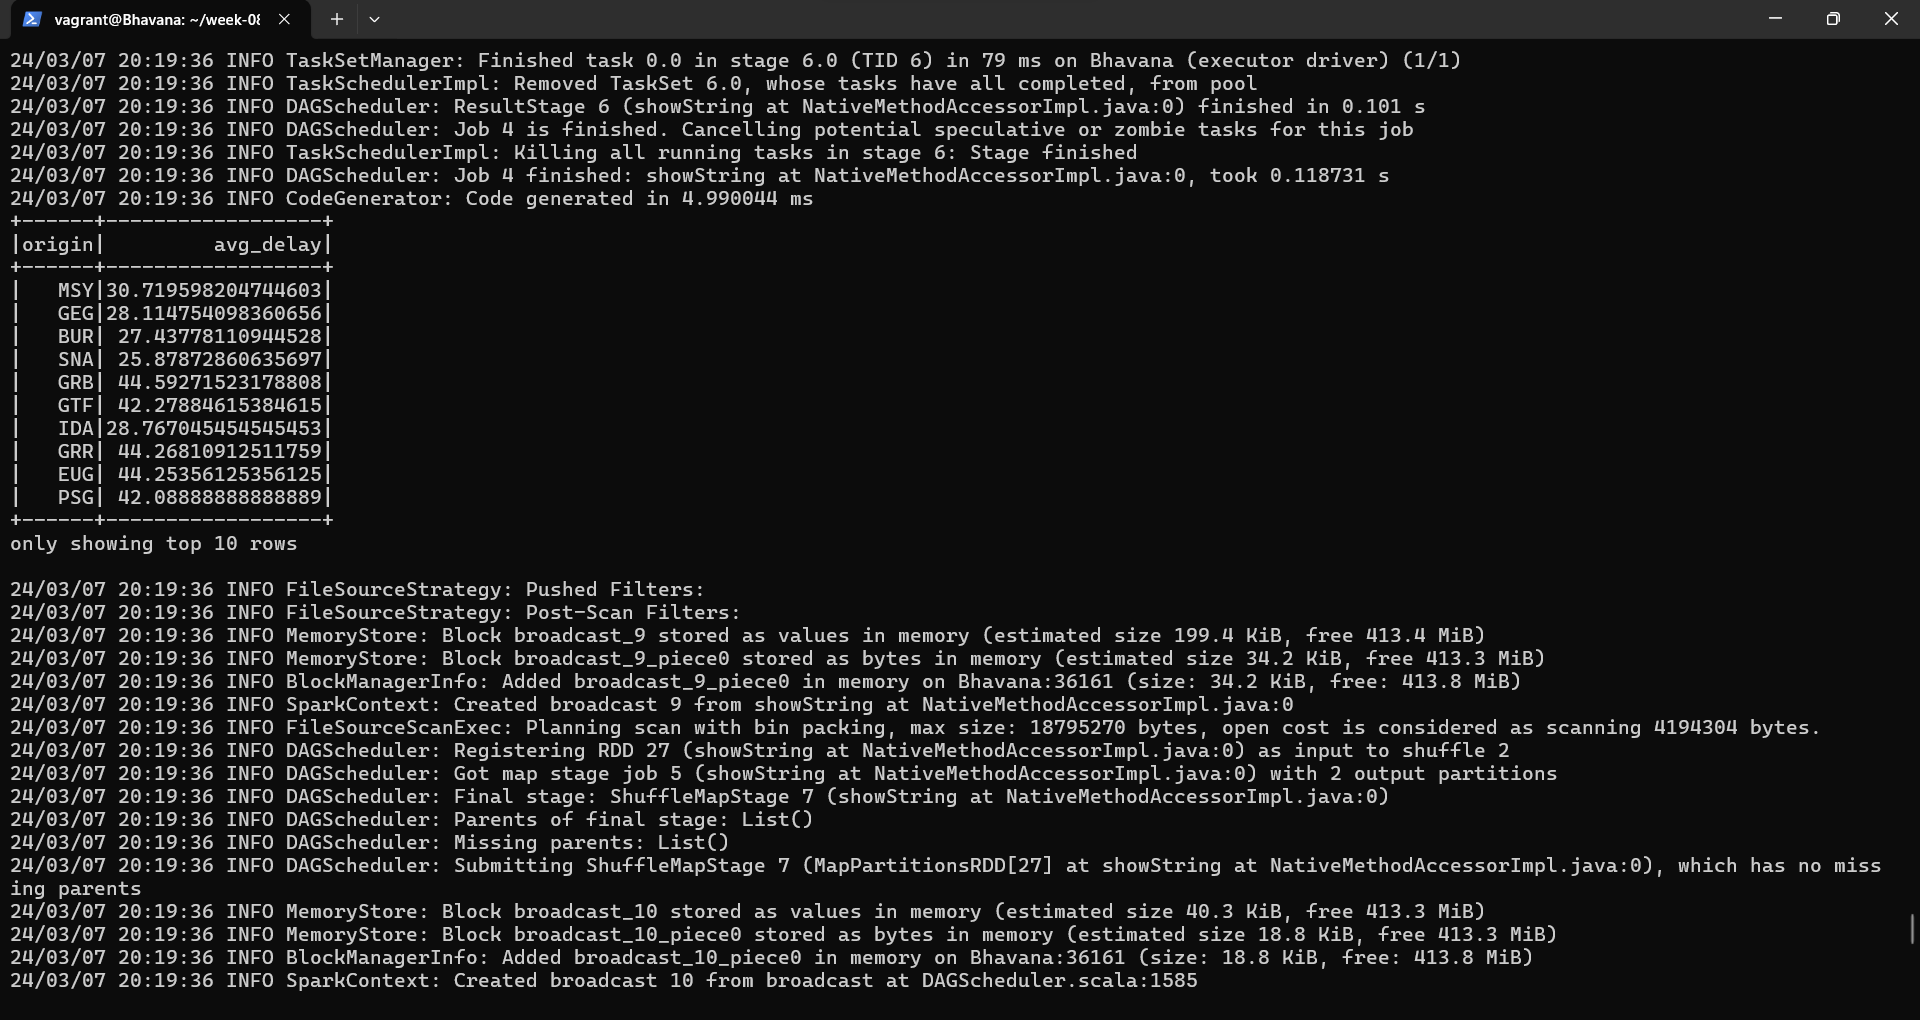 vagrant@Bhavana: ~/week-08
24/03/07 20:19:36 INFO TaskSetManager: Finished task 0.0 in stage 6.0 (TID 6) in 79 ms on Bhavana (executor driver) (1/1)
24/03/07 20:19:36 INFO TaskSchedulerImpl: Removed TaskSet 6.0, whose tasks have all completed, from pool
24/03/07 20:19:36 INFO DAGScheduler: ResultStage 6 (showString at NativeMethodAccessorImpl.java:0) finished in 0.101 s
24/03/07 20:19:36 INFO DAGScheduler: Job 4 is finished. Cancelling potential speculative or zombie tasks for this job
24/03/07 20:19:36 INFO TaskSchedulerImpl: Killing all running tasks in stage 6: Stage finished
24/03/07 20:19:36 INFO DAGScheduler: Job 4 finished: showString at NativeMethodAccessorImpl.java:0, took 0.118731 s
24/03/07 20:19:36 INFO CodeGenerator: Code generated in 4.990044 ms
+------+------------------+
|origin|         avg_delay|
+------+------------------+
|   MSY|30.719598204744603|
|   GEG|28.114754098360656|
|   BUR| 27.43778110944528|
|   SNA| 25.87872860635697|
|   GRB| 44.59271523178808|
|   GTF| 42.27884615384615|
|   IDA|28.767045454545453|
|   GRR| 44.26810912511759|
|   EUG| 44.25356125356125|
|   PSG| 42.08888888888889|
+------+------------------+
only showing top 10 rows
24/03/07 20:19:36 INFO FileSourceStrategy: Pushed Filters:
24/03/07 20:19:36 INFO FileSourceStrategy: Post-Scan Filters:
24/03/07 20:19:36 INFO MemoryStore: Block broadcast_9 stored as values in memory (estimated size 199.4 KiB, free 413.4 MiB)
24/03/07 20:19:36 INFO MemoryStore: Block broadcast_9_piece0 stored as bytes in memory (estimated size 34.2 KiB, free 413.3 MiB)
24/03/07 20:19:36 INFO BlockManagerInfo: Added broadcast_9_piece0 in memory on Bhavana:36161 (size: 34.2 KiB, free: 413.8 MiB)
24/03/07 20:19:36 INFO SparkContext: Created broadcast 9 from showString at NativeMethodAccessorImpl.java:0
24/03/07 20:19:36 INFO FileSourceScanExec: Planning scan with bin packing, max size: 18795270 bytes, open cost is considered as scanning 4194304 bytes.
24/03/07 20:19:36 INFO DAGScheduler: Registering RDD 27 (showString at NativeMethodAccessorImpl.java:0) as input to shuffle 2
24/03/07 20:19:36 INFO DAGScheduler: Got map stage job 5 (showString at NativeMethodAccessorImpl.java:0) with 2 output partitions
24/03/07 20:19:36 INFO DAGScheduler: Final stage: ShuffleMapStage 7 (showString at NativeMethodAccessorImpl.java:0)
24/03/07 20:19:36 INFO DAGScheduler: Parents of final stage: List()
24/03/07 20:19:36 INFO DAGScheduler: Missing parents: List()
24/03/07 20:19:36 INFO DAGScheduler: Submitting ShuffleMapStage 7 (MapPartitionsRDD[27] at showString at NativeMethodAccessorImpl.java:0), which has no miss
ing parents
24/03/07 20:19:36 INFO MemoryStore: Block broadcast_10 stored as values in memory (estimated size 40.3 KiB, free 413.3 MiB)
24/03/07 20:19:36 INFO MemoryStore: Block broadcast_10_piece0 stored as bytes in memory (estimated size 18.8 KiB, free 413.3 MiB)
24/03/07 20:19:36 INFO BlockManagerInfo: Added broadcast_10_piece0 in memory on Bhavana:36161 (size: 18.8 KiB, free: 413.8 MiB)
24/03/07 20:19:36 INFO SparkContext: Created broadcast 10 from broadcast at DAGScheduler.scala:1585